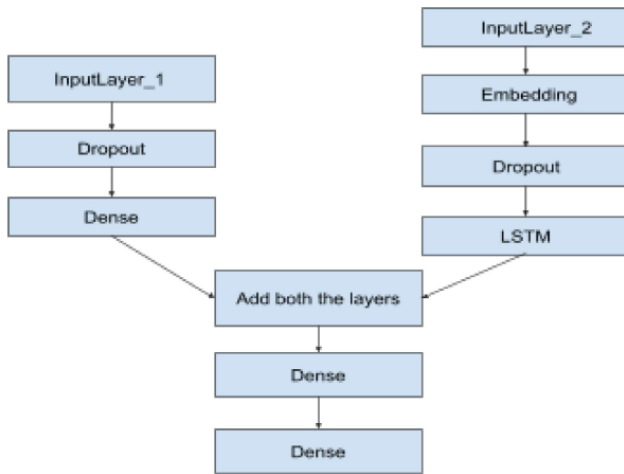 InputLayer_1
Dropout
Dense
InputLayer_2
Embedding
Dropout
LSTM
Add both the layers
Dense
Dense